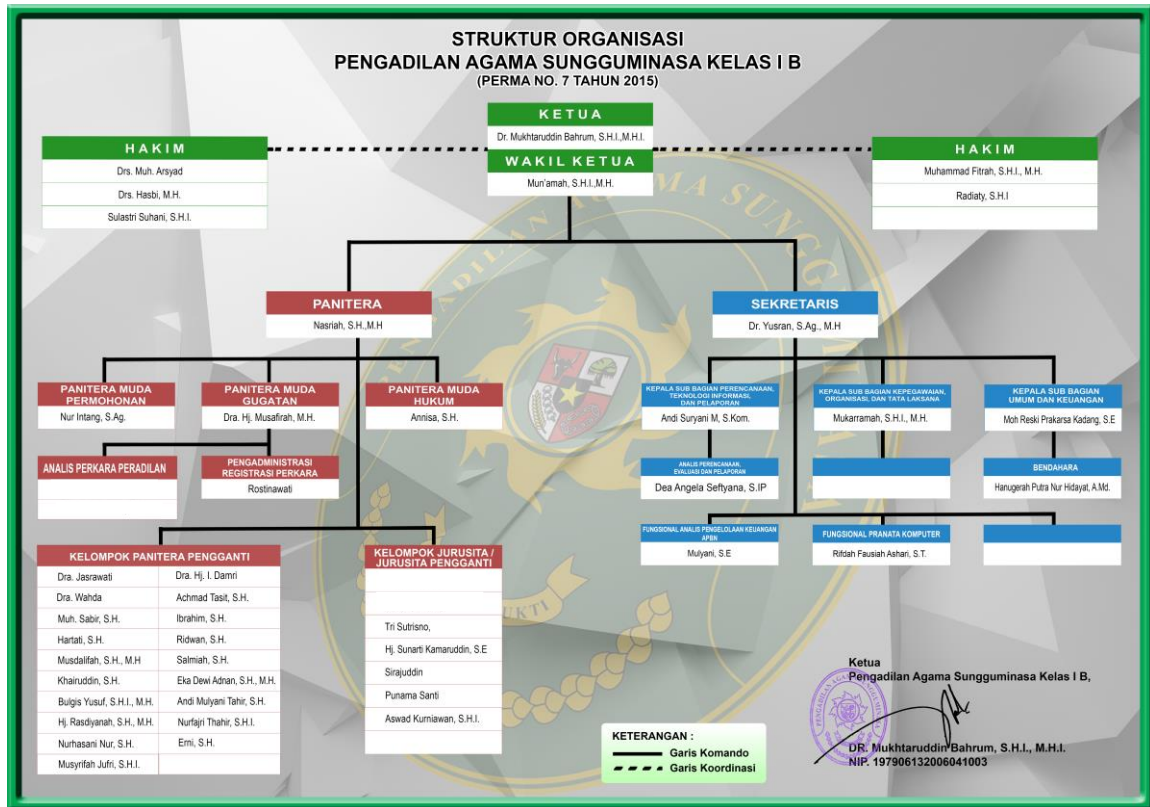 STRUKTUR ORGANISASI
PENGADILAN AGAMA SUNGGUMINASA KELAS I B
(PERMA NO. 7 TAHUN 2015)
KETUA
Dr. Mukhtaruddin Bahrum, S.H.I.,M.H.I.
WAKIL KETUA
Mun'amah, S.H.I.,M.H.
HAKIM
Drs. Muh. Arsyad
Drs. Hasbi, M.H.
Sulastri Suhani, S.H.I.
HAKIM
Muhammad Fitrah, S.H.I., M.H.
Radiaty, S.H.I
PANITERA
Nasriah, S.H.,M.H
SEKRETARIS
Dr. Yusran, S.Ag., M.H
PANITERA MUDA
PERMOHONAN
Nur Intang, S.Ag.
PANITERA MUDA
GUGATAN
Dra. Hj. Musafirah, M.H.
PANITERA MUDA
HUKUM
Annisa, S.H.
KEPALA SUB BAGIAN PERENCANAAN,
TEKNOLOGI INFORMASI,
DAN PELAPORAN
Andi Suryani M, S.Kom.
KEPALA SUB BAGIAN KEPEGAWAIAN,
ORGANISASI, DAN TATA LAKSANA
Mukarramah, S.H.I., M.H.
KEPALA SUB BAGIAN
UMUM DAN KEUANGAN
Moh Reski Prakarsa Kadang, S.E
ANALIS PERKARA PERADILAN
PENGADMINISTRASI
REGISTRASI PERKARA
Rostinawati
ANALIS PERENCANAAN,
EVALUASI DAN PELAPORAN
Dea Angela Seftyana, S.IP
BENDAHARA
Hanugerah Putra Nur Hidayat, A.Md.
FUNGSIONAL ANALIS PENGELOLAAN KEUANGAN
APBN
Mulyani, S.E
FUNGSIONAL PRANATA KOMPUTER
Rifdah Fausiah Ashari, S.T.
KELOMPOK PANITERA PENGGANTI
Dra. Jasrawati
Dra. Wahda
Muh. Sabir, S.H.
Hartati, S.H.
Musdalifah, S.H., M.H
Khairuddin, S.H.
Bulgis Yusuf, S.H.I., M.H.
Hj. Rasdiyanah, S.H., M.H.
Nurhasani Nur, S.H.
Musyrifah Jufri, S.H.I.
Dra. Hj. I. Damri
Achmad Tasit, S.H.
Ibrahim, S.H.
Ridwan, S.H.
Salmiah, S.H.
Eka Dewi Adnan, S.H., M.H.
Andi Mulyani Tahir, S.H.
Nurfajri Thahir, S.H.I.
Erni, S.H.
KELOMPOK JURUSITA /
JURUSITA PENGGANTI
Tri Sutrisno,
Hj. Sunarti Kamaruddin, S.E
Sirajuddin
Punama Santi
Aswad Kurniawan, S.H.I.
KETERANGAN :
Garis Komando
Garis Koordinasi
Ketua
Pengadilan Agama Sungguminasa Kelas I B,
DR. Mukhtaruddin Bahrum, S.H.I., M.H.I.
NIP. 197906132006041003